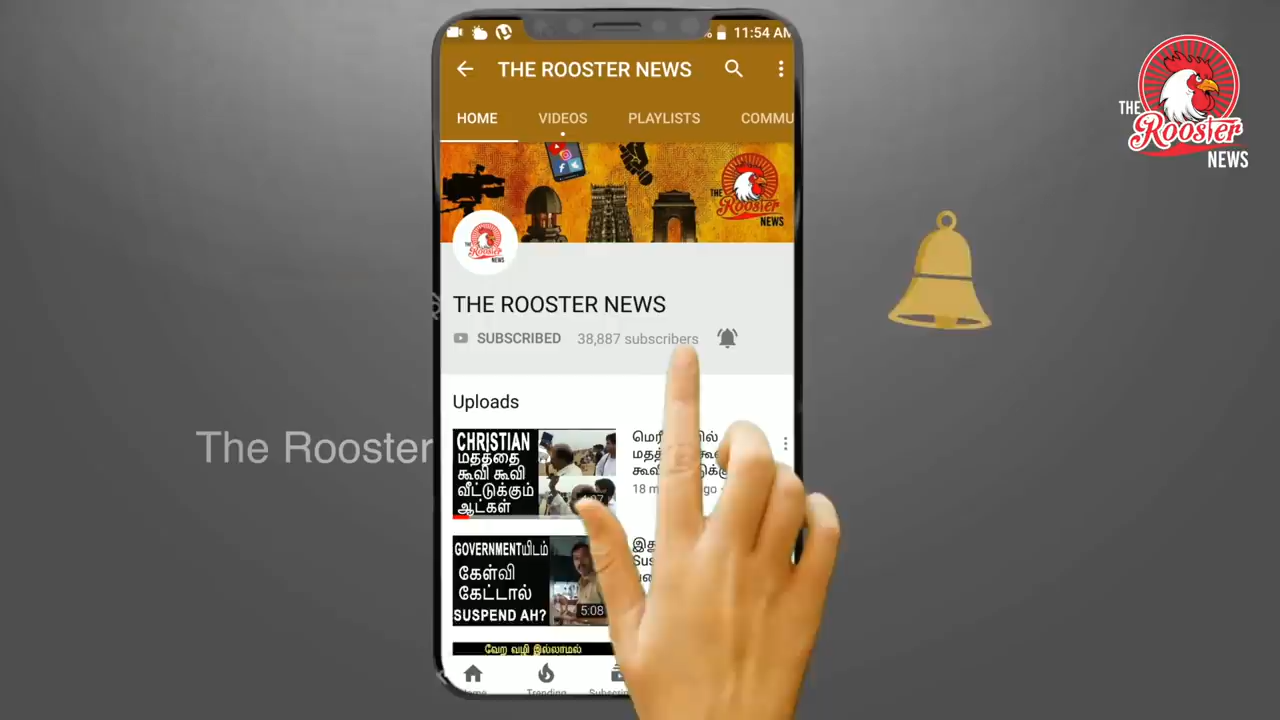 11:54 AM
THE ROOSTER NEWS
HOME VIDEOS PLAYLISTS COMMU
THE
Rooster
NEWS
THE
Rooster
NEWS
THE ROOSTER NEWS
SUBSCRIBED 38,887 subscribers
The Rooster
Uploads
CHRISTIAN
மதத்தை
கூவி கூவி
வீட்டுக்கும்
ஆட்கள்
18
GOVERNMENTயிடம்
கேள்வி
கேட்டால்
SUSPEND AH?
5:08
வேற வழி இல்லாமல்
Trending